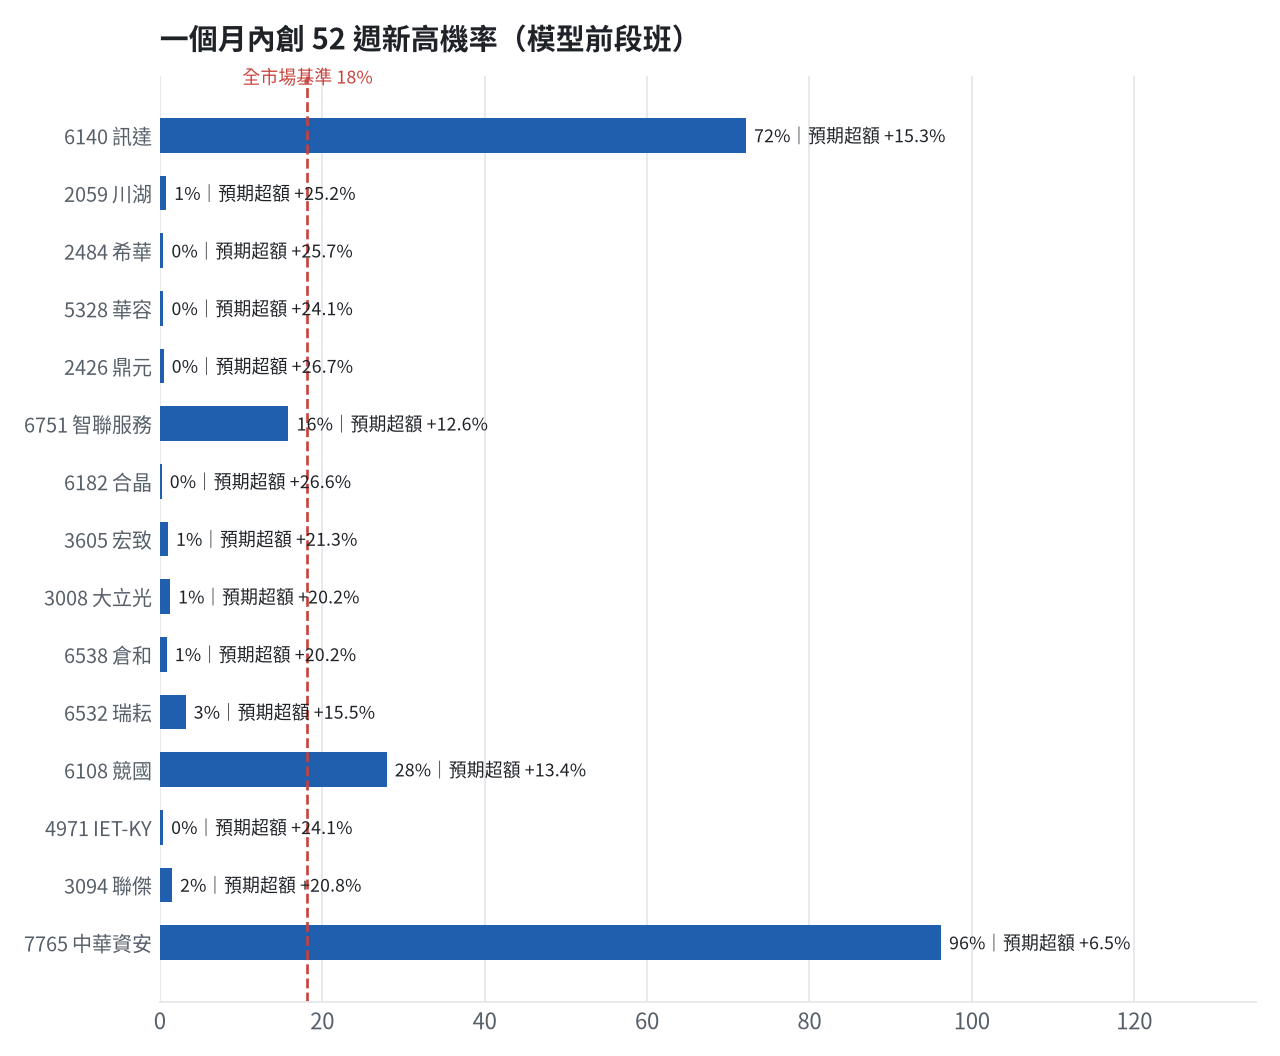 一個月內創 52 週新高機率（模型前段班）
全市場基準 18%
6140 訊達 72%｜預期超額 +15.3%
2059 川湖 1%｜預期超額 +25.2%
2484 希華 0%｜預期超額 +25.7%
5328 華容 0%｜預期超額 +24.1%
2426 鼎元 0%｜預期超額 +26.7%
6751 智聯服務 16%｜預期超額 +12.6%
6182 合晶 0%｜預期超額 +26.6%
3605 宏致 1%｜預期超額 +21.3%
3008 大立光 1%｜預期超額 +20.2%
6538 倉和 1%｜預期超額 +20.2%
6532 瑞耘 3%｜預期超額 +15.5%
6108 競國 28%｜預期超額 +13.4%
4971 IET-KY 0%｜預期超額 +24.1%
3094 聯傑 2%｜預期超額 +20.8%
7765 中華資安 96%｜預期超額 +6.5%
0 20 40 60 80 100 120